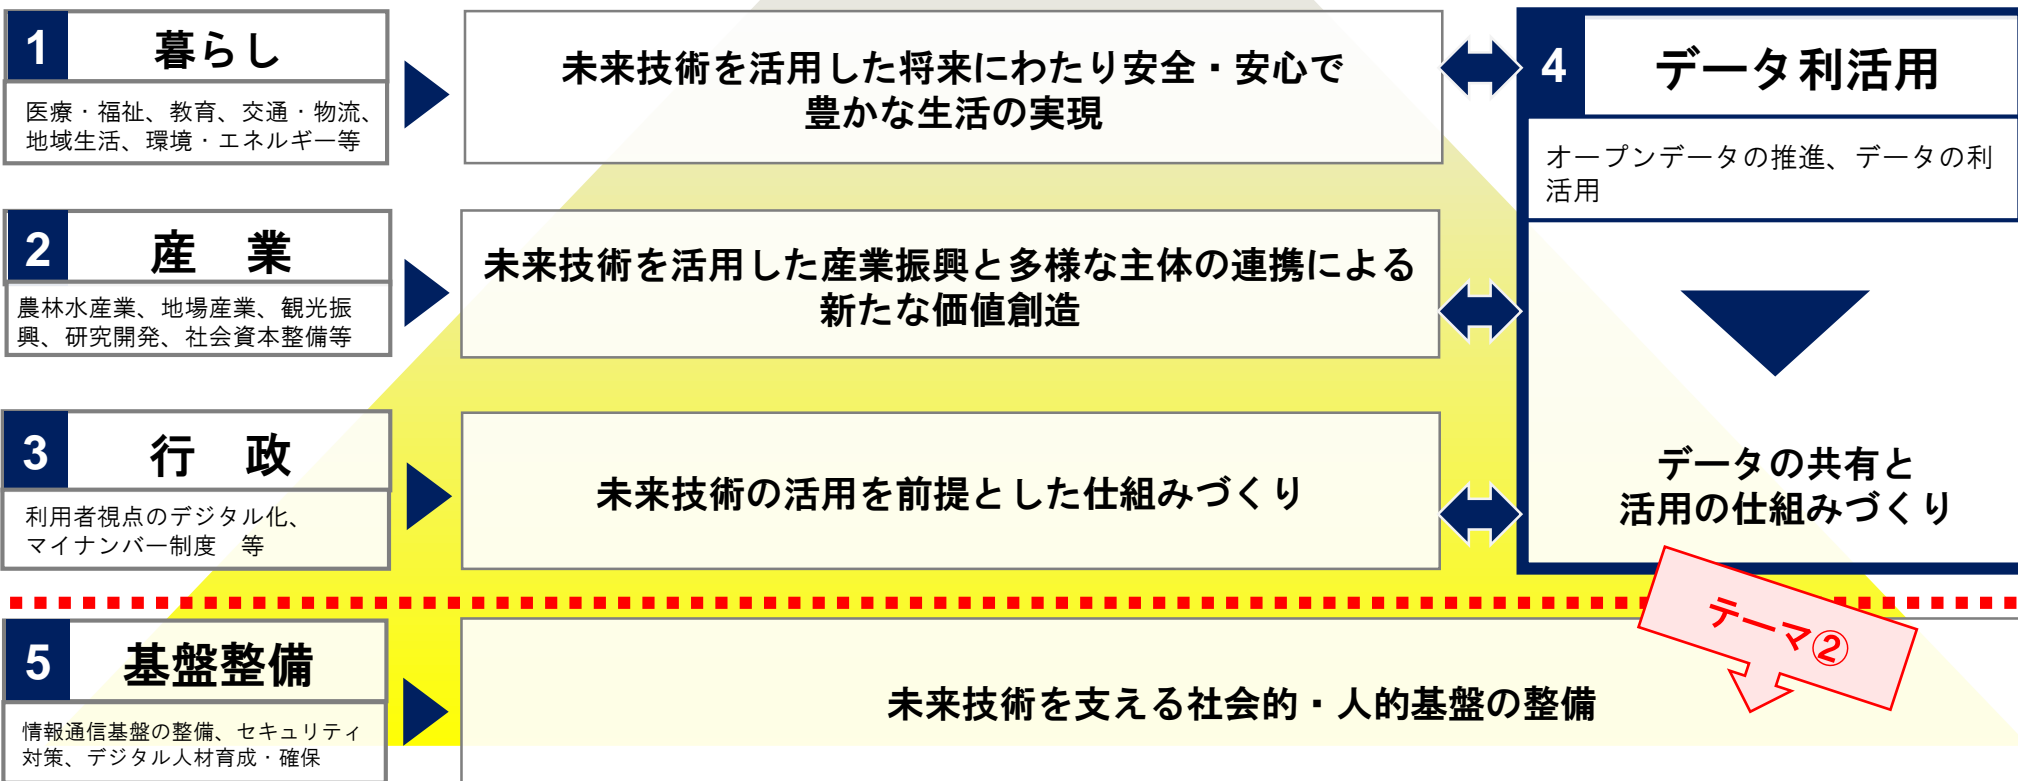 1 暮らし
医療・福祉、教育、交通・物流、
地域生活、環境・エネルギー等
未来技術を活用した将来にわたり安全・安心で
豊かな生活の実現
2 産　業
農林水産業、地場産業、観光振
興、研究開発、社会資本整備等
未来技術を活用した産業振興と多様な主体の連携による
新たな価値創造
3 行　政
利用者視点のデジタル化、
マイナンバー制度　等
未来技術の活用を前提とした仕組みづくり
4 データ利活用
オープンデータの推進、データの利
活用
データの共有と
活用の仕組みづくり
テーマ②
5 基盤整備
情報通信基盤の整備、セキュリティ
対策、デジタル人材育成・確保
未来技術を支える社会的・人的基盤の整備